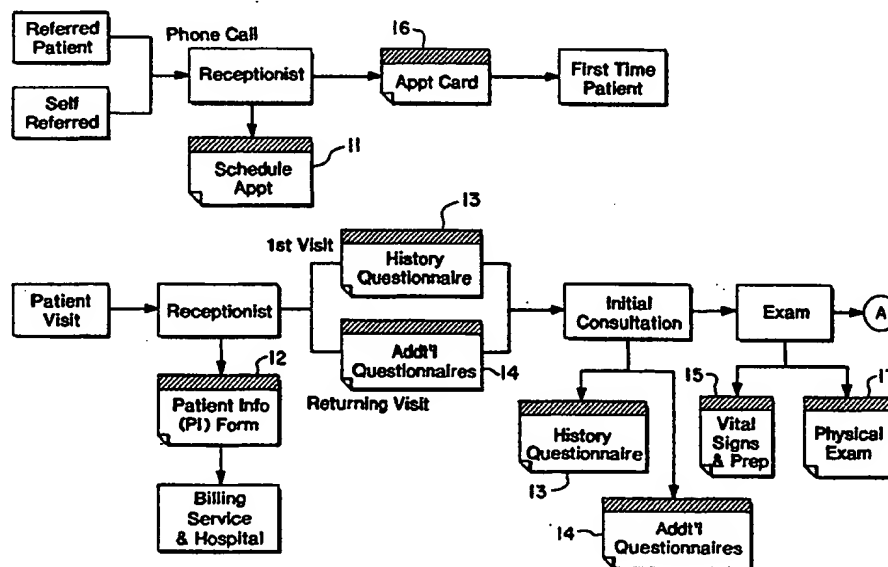 Referred
Patient
Self
Referred
Phone Call
Receptionist
Schedule
Appt
11
16
Appt Card
First Time
Patient
Patient
Visit
Receptionist
12
Patient Info
(PI) Form
Billing
Service
& Hospital
1st Visit
13
History
Questionnaire
Addt'l
Questionnaires
14
Returning Visit
Initial
Consultation
History
Questionnaire
13
14
Addt'l
Questionnaires
Exam
A
15
Vital
Signs
& Prep
Physical
Exam